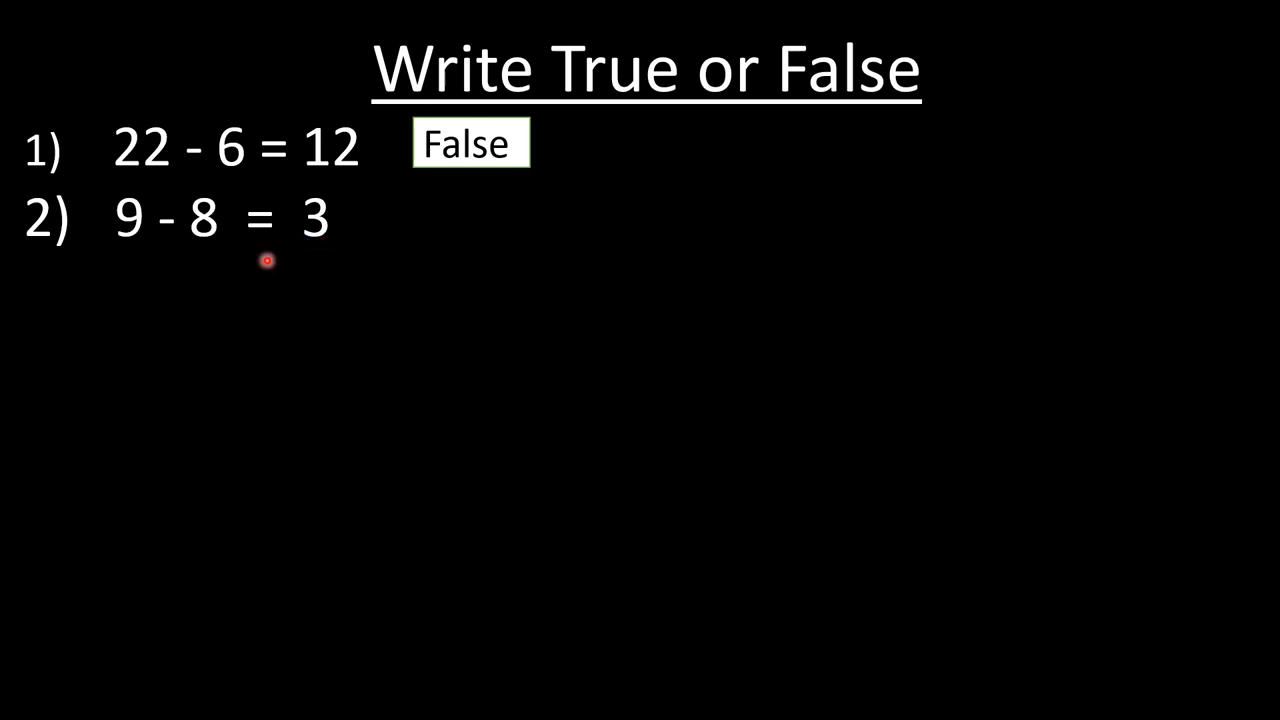 Write True or False
1) 22 - 6 = 12 False
2) 9 - 8 = 3